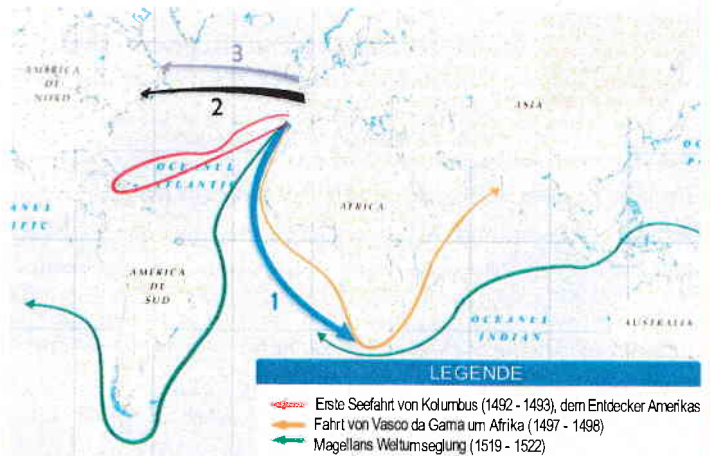 3
AMERICA
DE
NORD
2
ASIA
OCEANUL
ATLANTIC
AFRICA
AMERICA
DE
SUD
1
OCEANUL
INDIAN
AUSTRALIA
LEGENDE
Erste Seefahrt von Kolumbus (1492 - 1493), dem Entdecker Amerikas
Fahrt von Vasco da Gama um Afrika (1497 - 1498)
Magellans Weltumseglung (1519 - 1522)